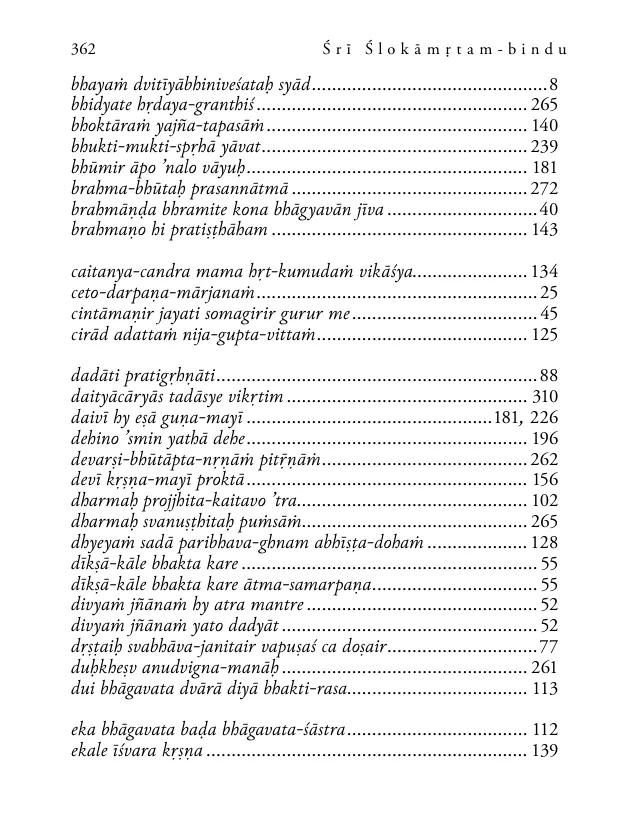 362 Śrī Ślokāmṛtam-bindu
bhayaṁ dvitīyābhiniveśataḥ syād...............................................8
bhidyate hṛdaya-granthiś...................................................... 265
bhoktāraṁ yajña-tapasāṁ.................................................... 140
bhukti-mukti-spṛhā yāvat..................................................... 239
bhūmir āpo ’nalo vāyuḥ........................................................ 181
brahma-bhūtaḥ prasannātmā ............................................... 272
brahmāṇḍa bhramite kona bhāgyavān jīva ..............................40
brahmaṇo hi pratiṣṭhāham ................................................... 143
caitanya-candra mama hṛt-kumudaṁ vikāśya....................... 134
ceto-darpaṇa-mārjanaṁ........................................................ 25
cintāmaṇir jayati somagirir gurur me..................................... 45
cirād adattaṁ nija-gupta-vittaṁ.......................................... 125
dadāti pratigṛhṇāti................................................................88
daityācāryās tadāsye vikṛtim ................................................ 310
daivī hy eṣā guṇa-mayī .................................................181, 226
dehino ’smin yathā dehe........................................................ 196
devarṣi-bhūtāpta-nṛṇāṁ pitṝṇāṁ......................................... 262
devī kṛṣṇa-mayī proktā........................................................ 156
dharmaḥ projjhita-kaitavo ’tra.............................................. 102
dharmaḥ svanuṣṭhitaḥ puṁsāṁ............................................. 265
dhyeyaṁ sadā paribhava-ghnam abhīṣṭa-dohaṁ .................... 128
dīkṣā-kāle bhakta kare ........................................................... 55
dīkṣā-kāle bhakta kare ātma-samarpaṇa................................. 55
divyaṁ jñānaṁ hy atra mantre .............................................. 52
divyaṁ jñānaṁ yato dadyāt ................................................... 52
dṛṣṭaiḥ svabhāva-janitair vapuṣaś ca doṣair..............................77
duḥkheṣv anudvigna-manāḥ ................................................. 261
dui bhāgavata dvārā diyā bhakti-rasa.................................... 113
eka bhāgavata baḍa bhāgavata-śāstra.................................... 112
ekale īśvara kṛṣṇa ................................................................ 139